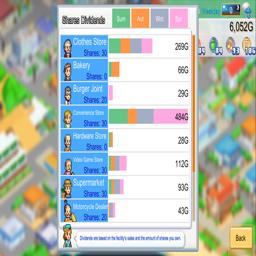 Shares Dividends
Sum
Aut
Wnt
Spr
Weekday
6,052G
Clothes Store
Shares: 30
269G
Bakery
Shares: 0
66G
Burger Joint
Shares: 20
29G
Convenience Store
Shares: 30
484G
Hardware Store
Shares: 0
28G
Video Game Store
Shares: 30
112G
Supermarket
Shares: 30
93G
Motorcycle Dealer
Shares: 20
43G
Dividends are based on the facility's sales and the amount of shares you own.
Back